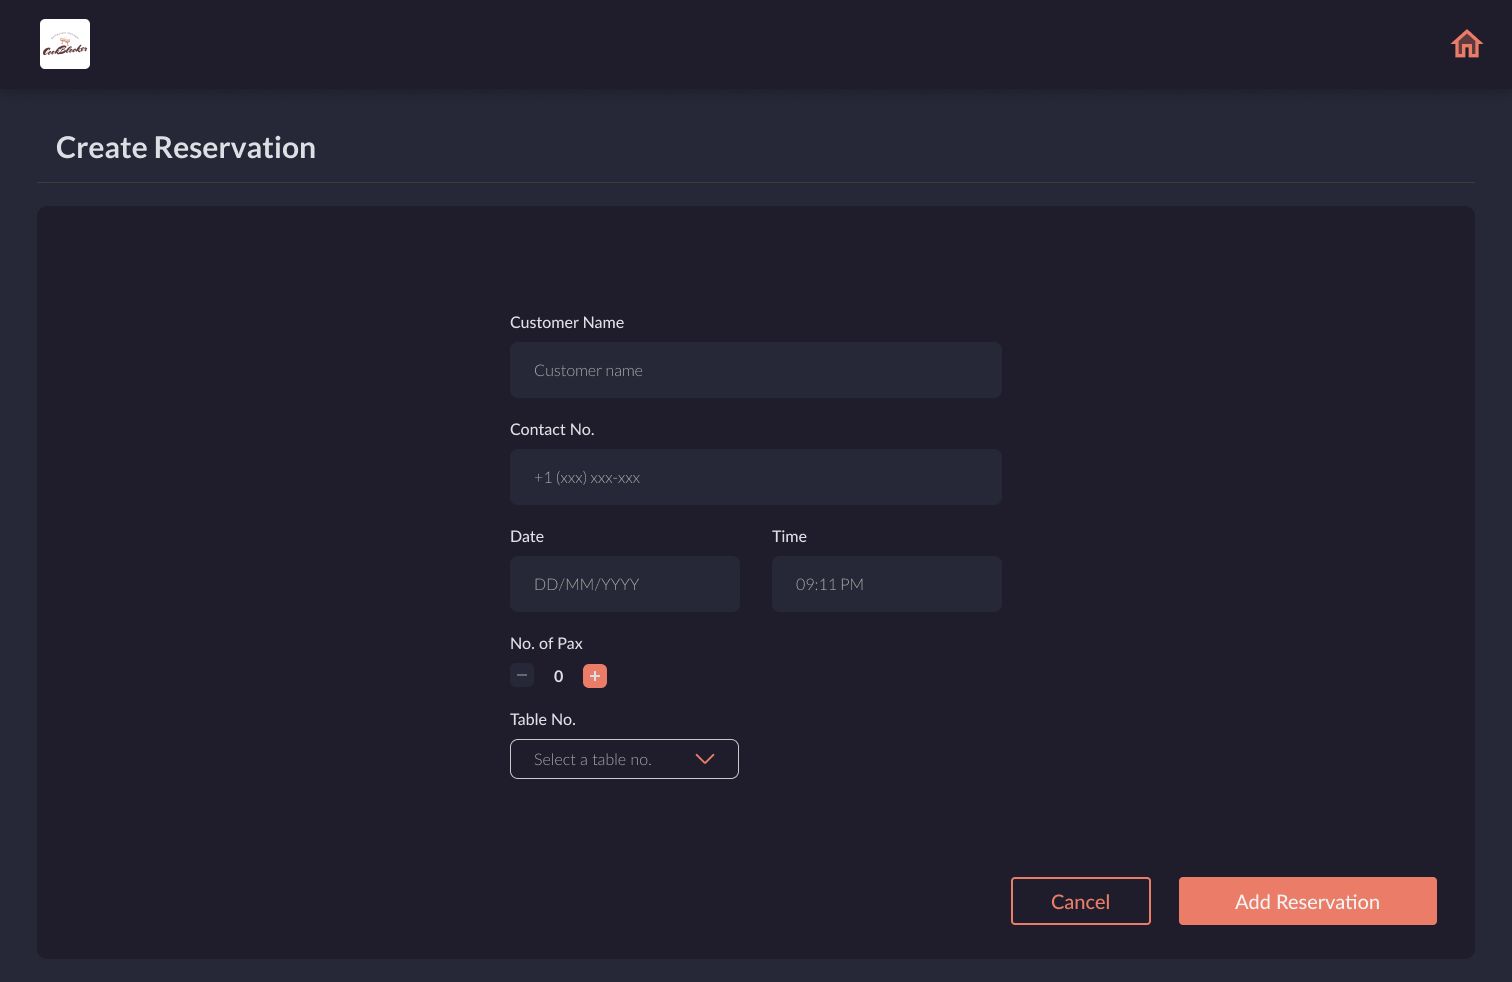 CookBlocker
Create Reservation
Customer Name
Customer name
Contact No.
+1 (xxx) xxx-xxx
Date
Time
DD/MM/YYYY
09:11 PM
No. of Pax
− 0 +
Table No.
Select a table no.
Cancel
Add Reservation